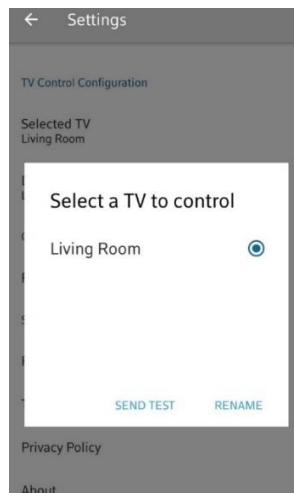 Settings
TV Control Configuration
Selected TV
Living Room
Select a TV to control
Living Room
SEND TEST
RENAME
Privacy Policy
About